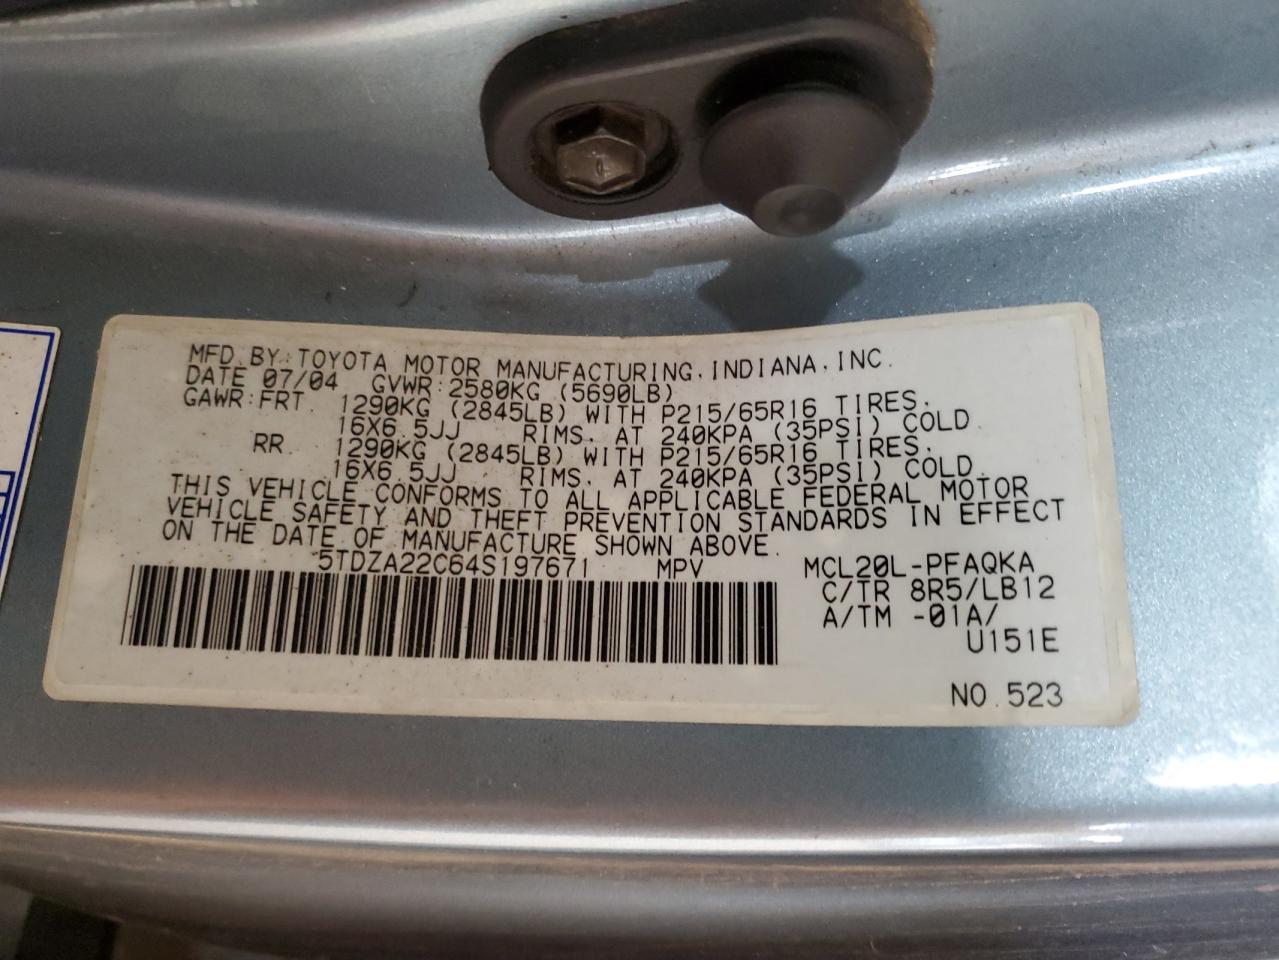 MFD.BY:TOYOTA MOTOR MANUFACTURING,INDIANA,INC.
DATE 07/04 GVWR:2580KG (5690LB)
GAWR:FRT. 1290KG (2845LB) WITH P215/65R16 TIRES.
16X6.5JJ RIMS. AT 240KPA (35PSI) COLD.
RR. 1290KG (2845LB) WITH P215/65R16 TIRES.
16X6.5JJ RIMS. AT 240KPA (35PSI) COLD.
THIS VEHICLE CONFORMS TO ALL APPLICABLE FEDERAL MOTOR
VEHICLE SAFETY AND THEFT PREVENTION STANDARDS IN EFFECT
ON THE DATE OF MANUFACTURE SHOWN ABOVE.
5TDZA22C64S197671 MPV MCL20L-PFAQKA
C/TR 8R5/LB12
A/TM -01A/
U151E
NO.523